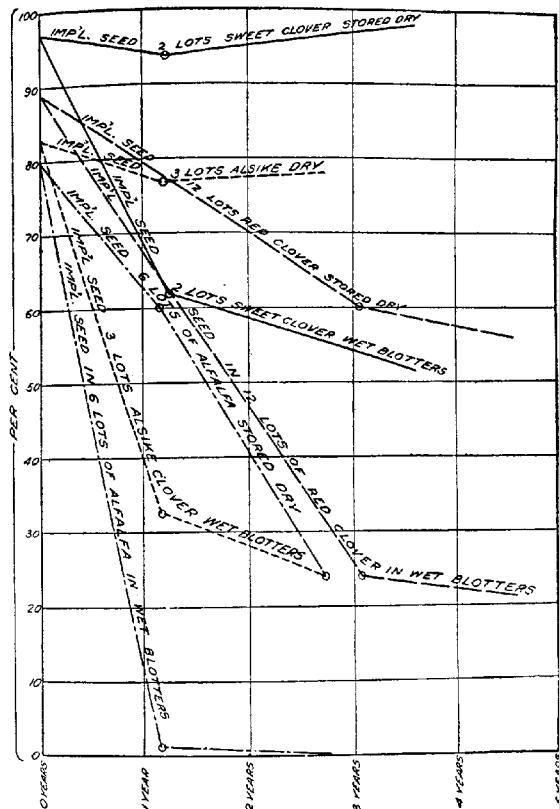 100
90
80
70
60
50
40
30
20
10
0
PER CENT
IMP'L. SEED 2 LOTS SWEET CLOVER STORED DRY
IMP'L. SEED 12 LOTS RED CLOVER STORED DRY
IMP'L. SEED 3 LOTS ALSIKE DRY
IMP'L SEED
2 LOTS SWEET CLOVER WET BLOTTERS
IMP'L SEED IN 12 LOTS OF RED CLOVER IN WET BLOTTERS
IMP'L SEED 6 LOTS OF ALFALFA STORED DRY
IMP'L SEED 3 LOTS ALSIKE CLOVER WET BLOTTERS
IMP'L. SEED IN 6 LOTS OF ALFALFA IN WET BLOTTERS
0 YEARS
1 YEAR
2 YEARS
3 YEARS
4 YEARS